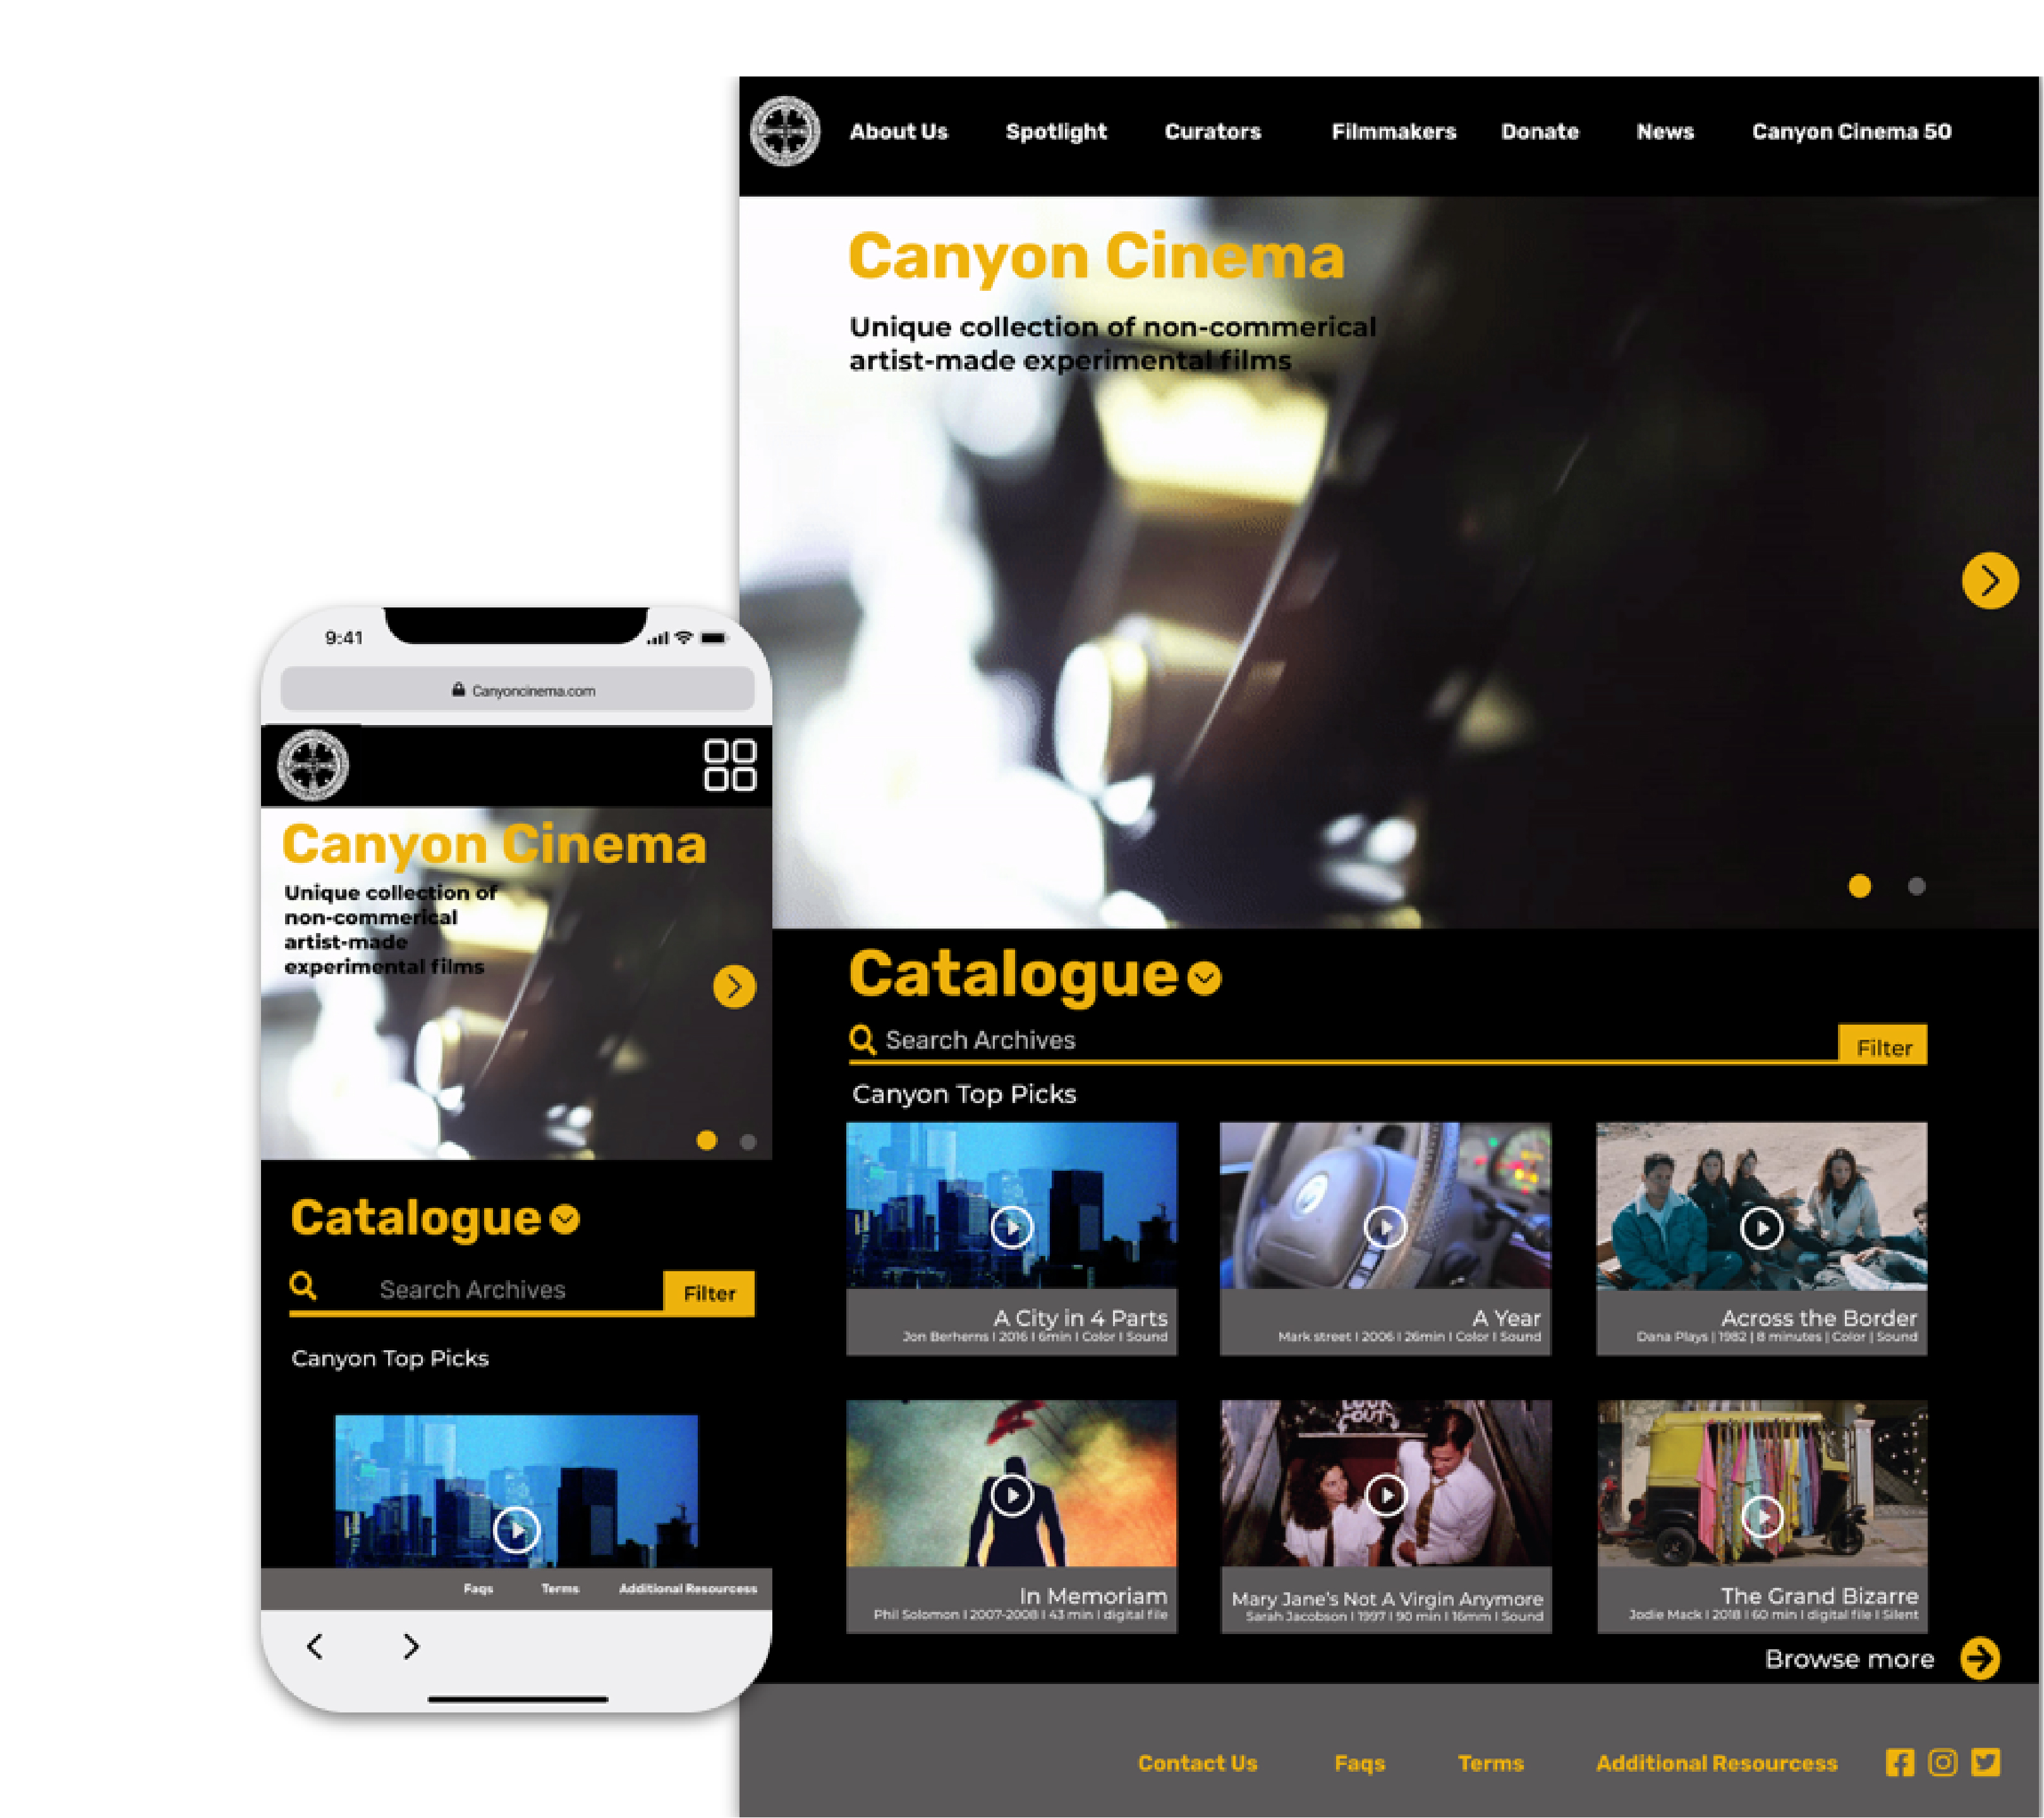 About Us Spotlight Curators Filmmakers Donate News Canyon Cinema 50
Canyon Cinema
Unique collection of non-commerical
artist-made experimental films
Catalogue
Search Archives Filter
Canyon Top Picks
A City in 4 Parts
Jon Berherns I 2016 I 6min I Color I Sound
A Year
Mark street I 2006 I 26min I Color I Sound
Across the Border
Dana Plays | 1982 | 8 minutes | Color | Sound
In Memoriam
Phil Solomon I 2007-2008 I 43 min I digital file
LOOK
OUT
Mary Jane's Not A Virgin Anymore
Sarah Jacobson I 1997 I 90 min I 16mm I Sound
The Grand Bizarre
Jodie Mack I 2018 I 60 min I digital file I Silent
Browse more
Contact Us Faqs Terms Additional Resourcess
9:41
Canyoncinema.com
Canyon Cinema
Unique collection of
non-commerical
artist-made
experimental films
Catalogue
Search Archives Filter
Canyon Top Picks
Faqs Terms Additional Resourcess